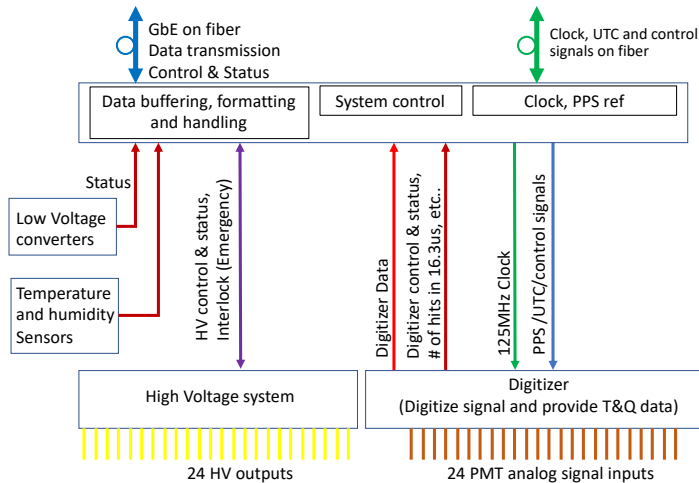 GbE on fiber
Data transmission
Control & Status
Clock, UTC and control
signals on fiber
Data buffering, formatting
and handling
System control
Clock, PPS ref
Status
Low Voltage
converters
Temperature
and humidity
Sensors
HV control & status,
Interlock (Emergency)
Digitizer Data
Digitizer control & status,
# of hits in 16.3us, etc..
125MHz Clock
PPS /UTC/control signals
High Voltage system
Digitizer
(Digitize signal and provide T&Q data)
24 HV outputs
24 PMT analog signal inputs